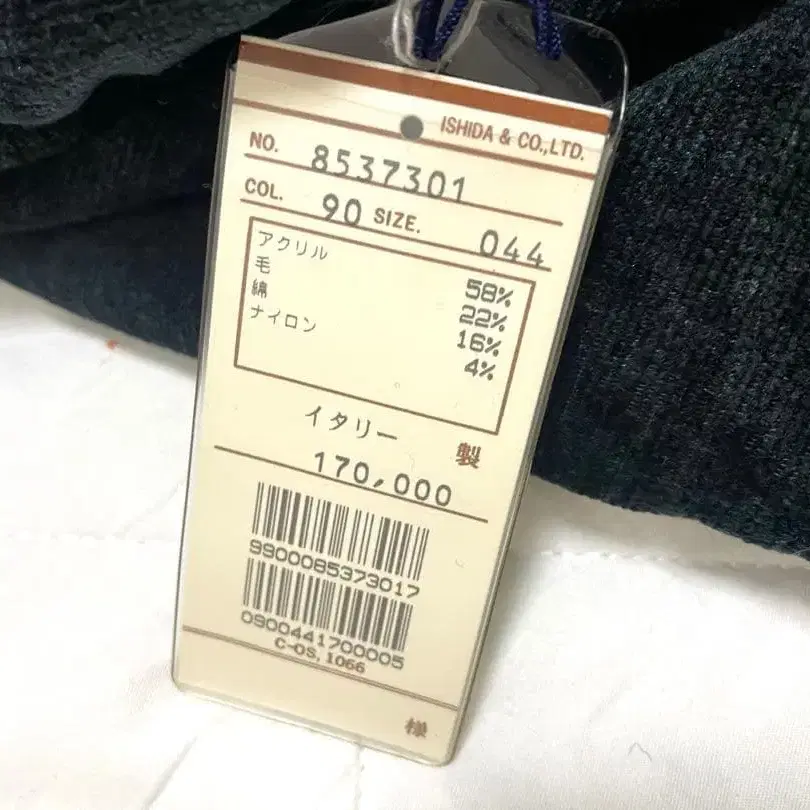 ISHIDA & CO.,LTD.
NO. 8537301
COL. 90 SIZE. 044
アクリル 58%
毛 22%
綿 16%
ナイロン 4%
イタリー 製
170,000
9900085373017
0900441700005
C-OS, 1066
様